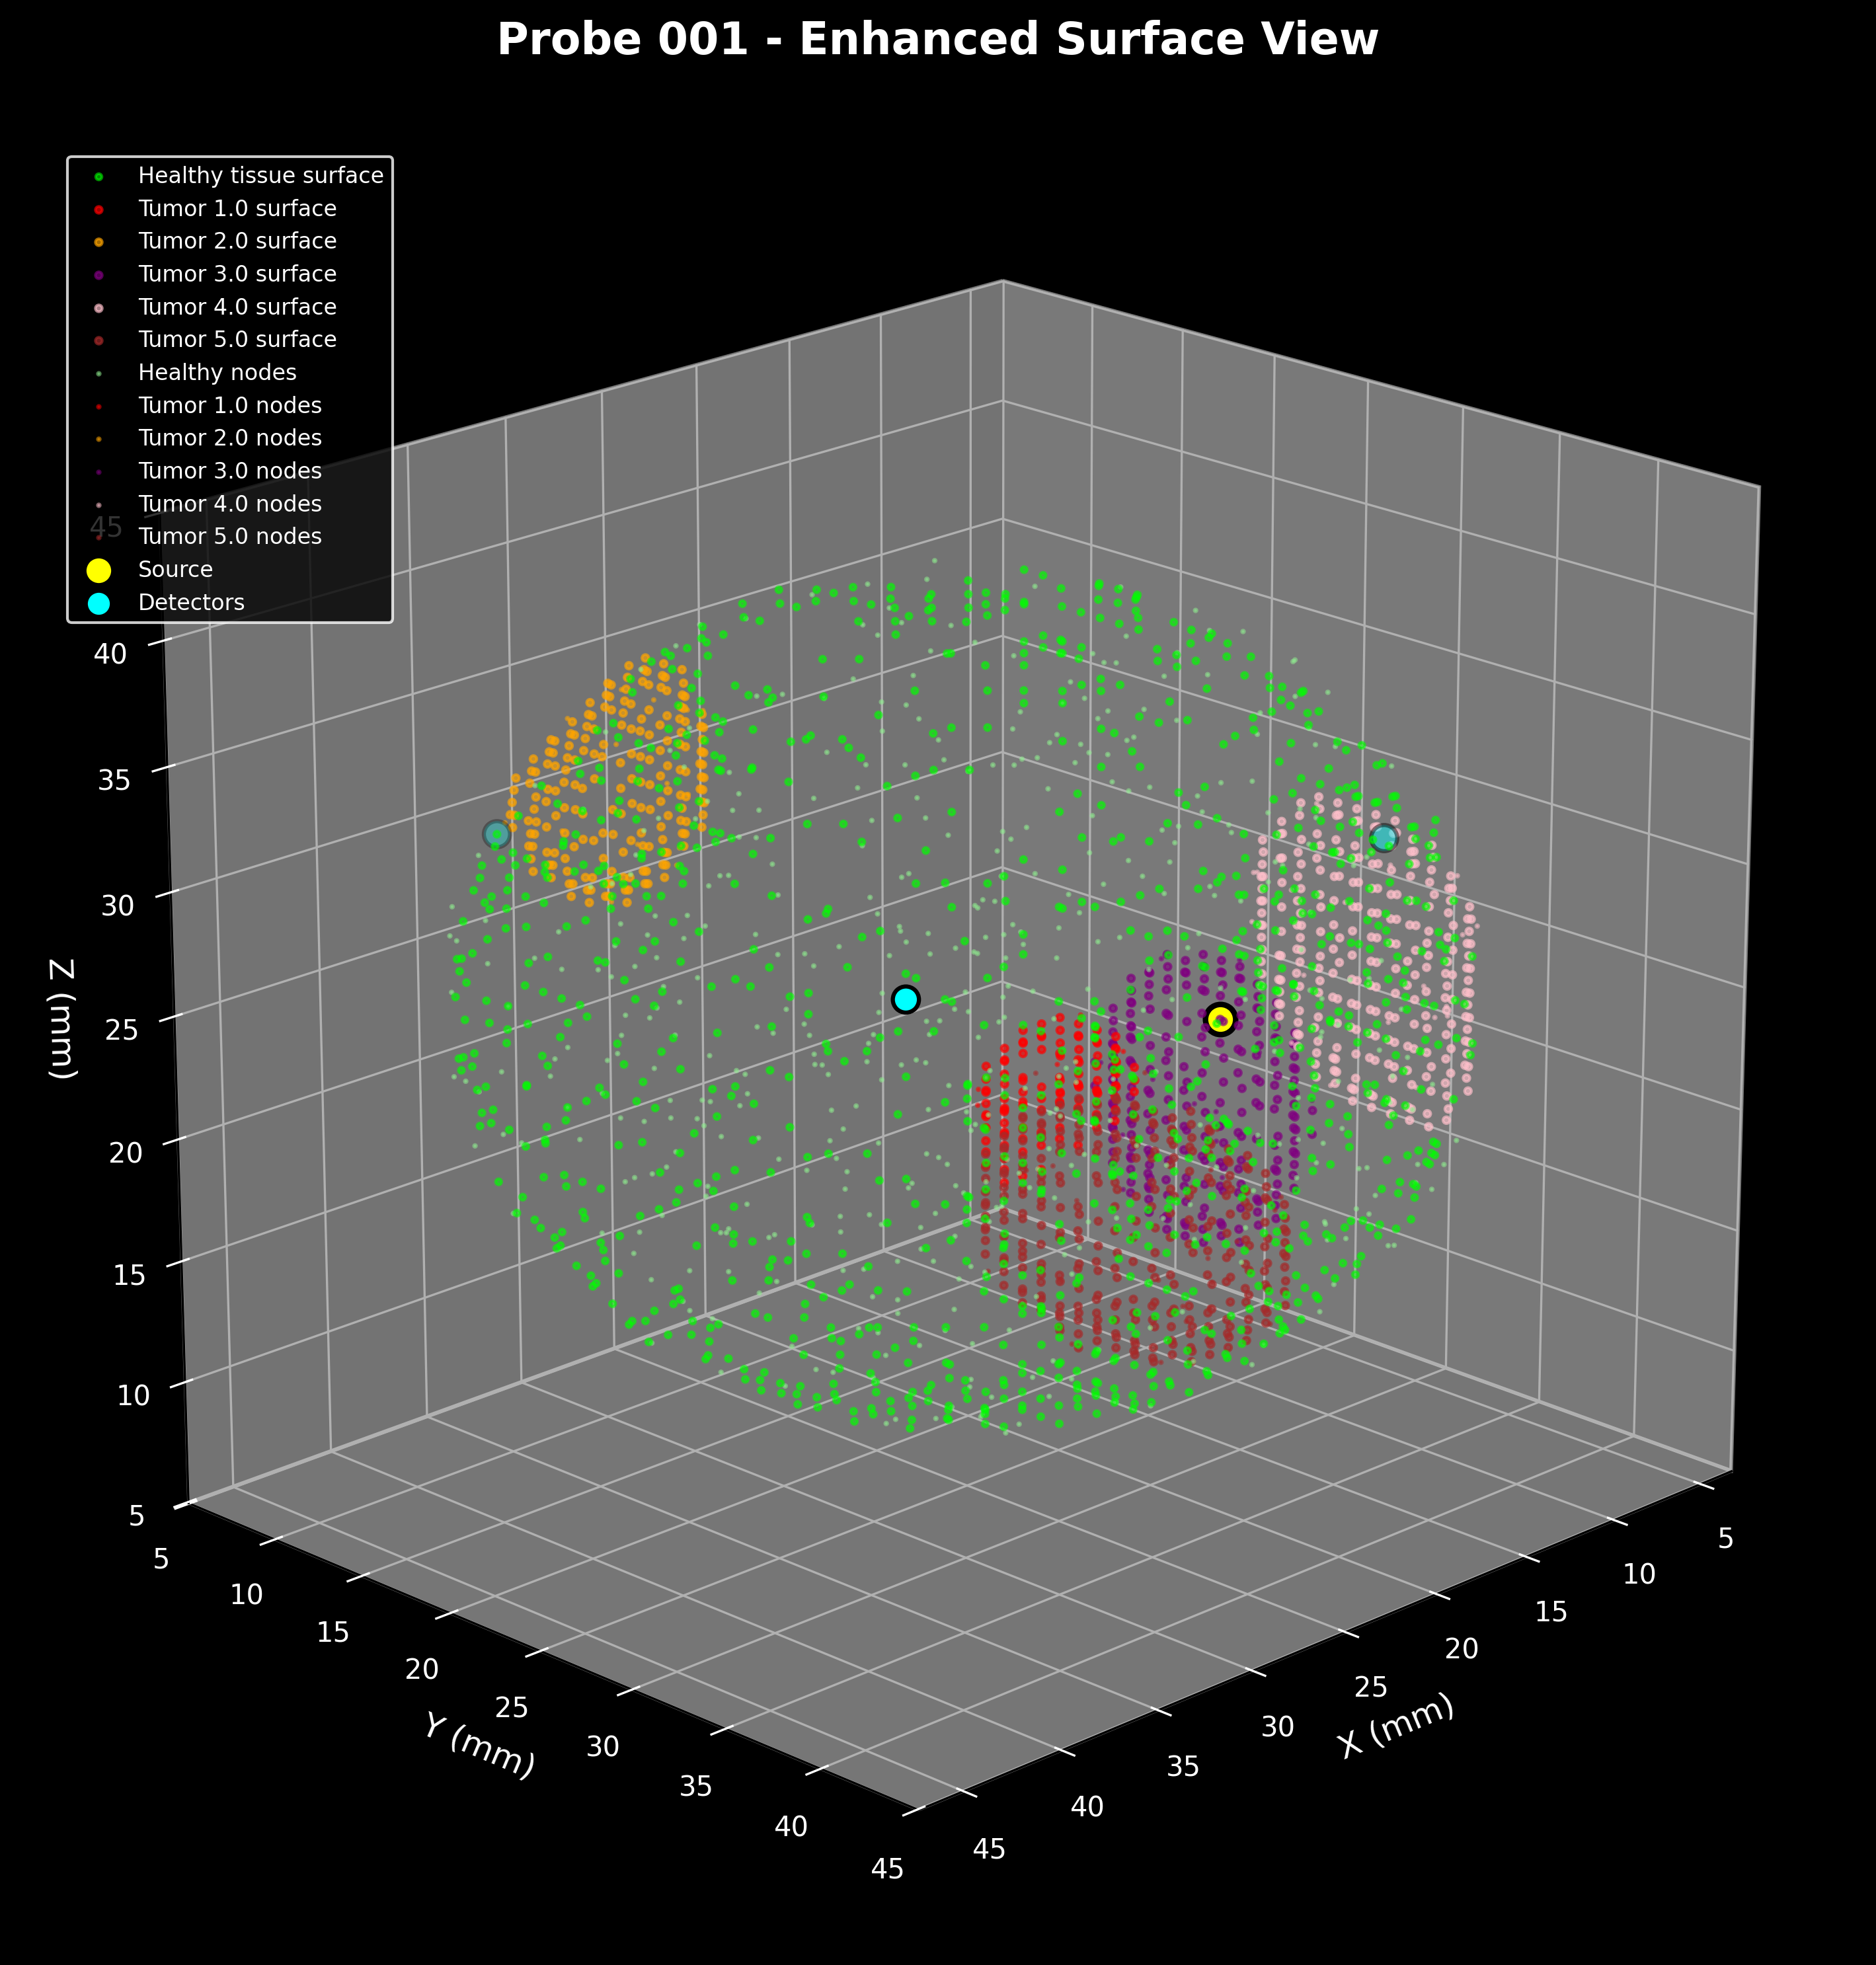 Probe 001 - Enhanced Surface View
Healthy tissue surface
Tumor 1.0 surface
Tumor 2.0 surface
Tumor 3.0 surface
Tumor 4.0 surface
Tumor 5.0 surface
Healthy nodes
Tumor 1.0 nodes
Tumor 2.0 nodes
Tumor 3.0 nodes
Tumor 4.0 nodes
Tumor 5.0 nodes
Source
Detectors
45
40
35
30
25
20
15
10
5
Z (mm)
5
10
15
20
25
30
35
40
45
Y (mm)
5
10
15
20
25
30
35
40
45
X (mm)